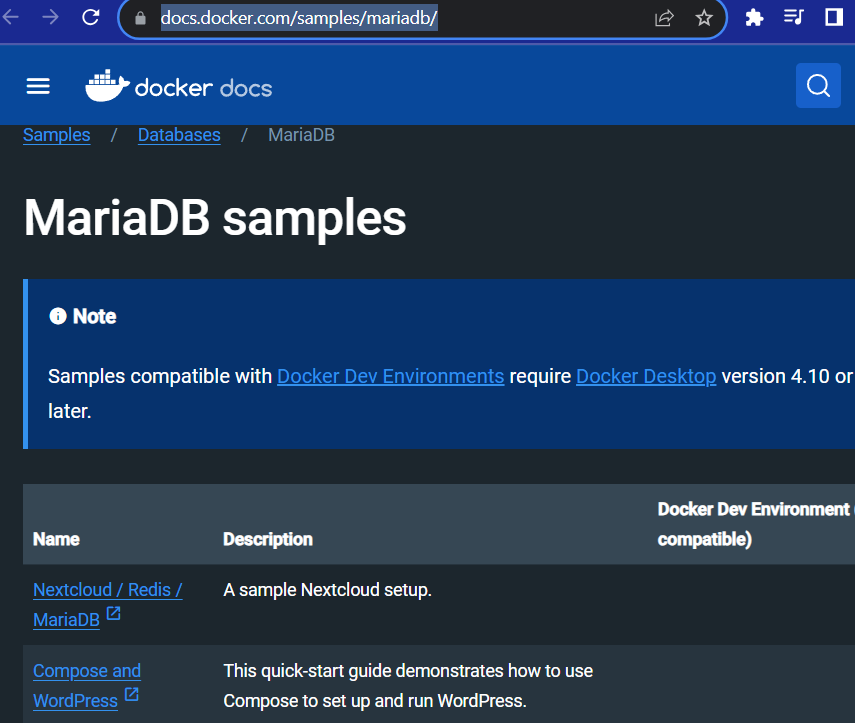 docs.docker.com/samples/mariadb/
docker docs
Samples / Databases / MariaDB
MariaDB samples
Note
Samples compatible with Docker Dev Environments require Docker Desktop version 4.10 or
later.
Docker Dev Environment
Name Description compatible)
Nextcloud / Redis / A sample Nextcloud setup.
MariaDB
Compose and This quick-start guide demonstrates how to use
WordPress Compose to set up and run WordPress.